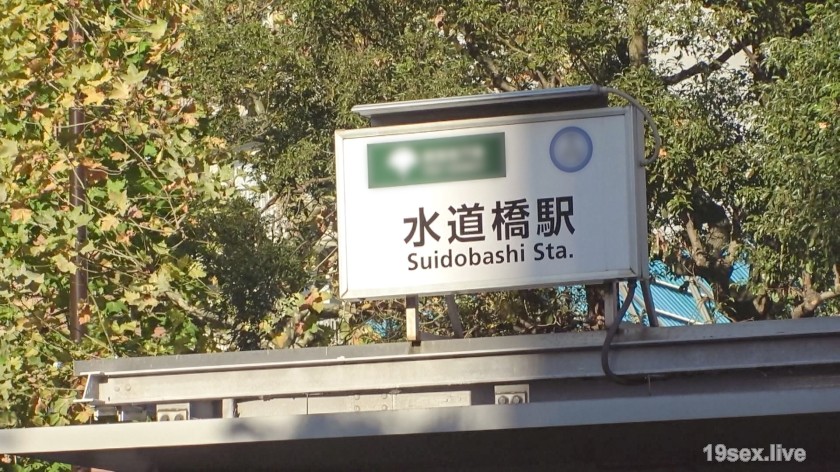 水道橋駅
Suidobashi Sta.
19sex.live